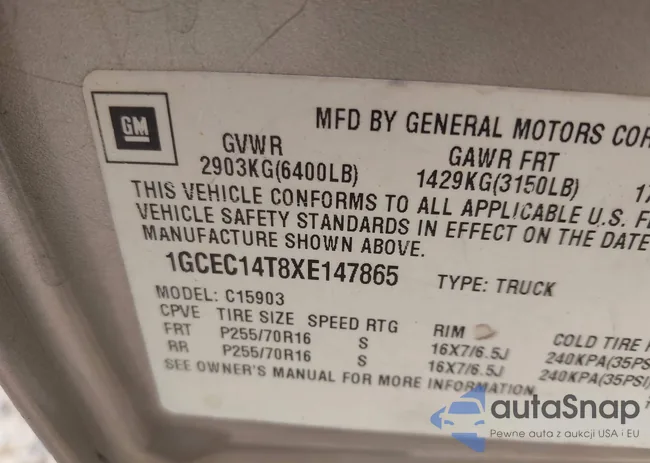 GM
MFD BY GENERAL MOTORS COR
GVWR GAWR FRT
2903KG(6400LB) 1429KG(3150LB) 17
THIS VEHICLE CONFORMS TO ALL APPLICABLE U.S. F
VEHICLE SAFETY STANDARDS IN EFFECT ON THE DATE
MANUFACTURE SHOWN ABOVE.
1GCEC14T8XE147865 TYPE: TRUCK
MODEL: C15903
CPVE TIRE SIZE SPEED RTG RIM COLD TIRE
FRT P255/70R16 S 16X7/6.5J 240KPA(35PS
RR P255/70R16 S 16X7/6.5J 240KPA(35PSI)
SEE OWNER'S MANUAL FOR MORE INFORMATION.
autaSnap
Pewne auta z aukcji USA i EU